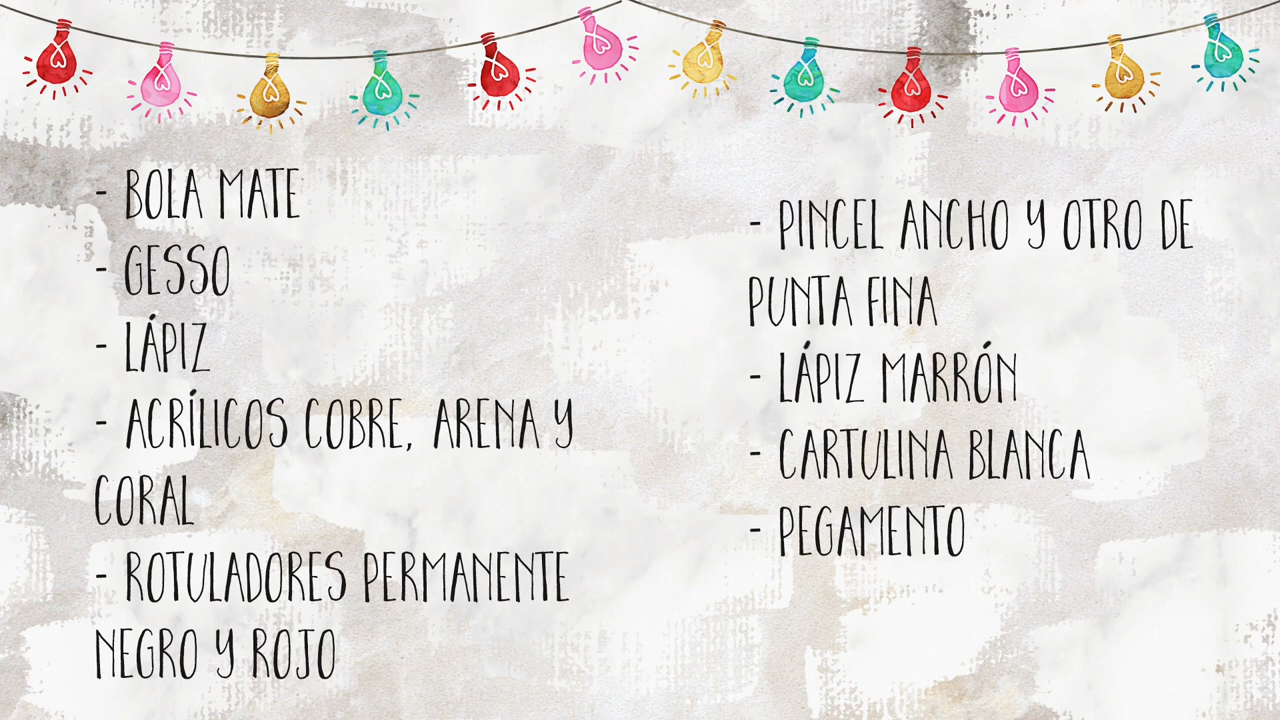 - BOLA MATE
- GESSO
- LÁPIZ
- ACRÍLICOS COBRE, ARENA Y
CORAL
- ROTULADORES PERMANENTE
NEGRO Y ROJO
- PINCEL ANCHO Y OTRO DE
PUNTA FINA
- LÁPIZ MARRÓN
- CARTULINA BLANCA
- PEGAMENTO